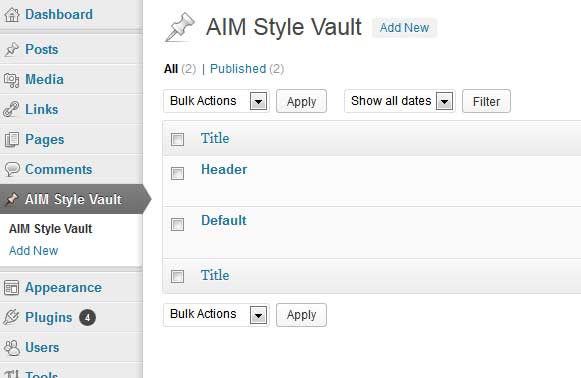 Dashboard
Posts
Media
Links
Pages
Comments
AIM Style Vault
AIM Style Vault
Add New
Appearance
Plugins 4
Users
Tools
AIM Style Vault Add New
All (2) | Published (2)
Bulk Actions Apply Show all dates Filter
Title
Header
Default
Title
Bulk Actions Apply